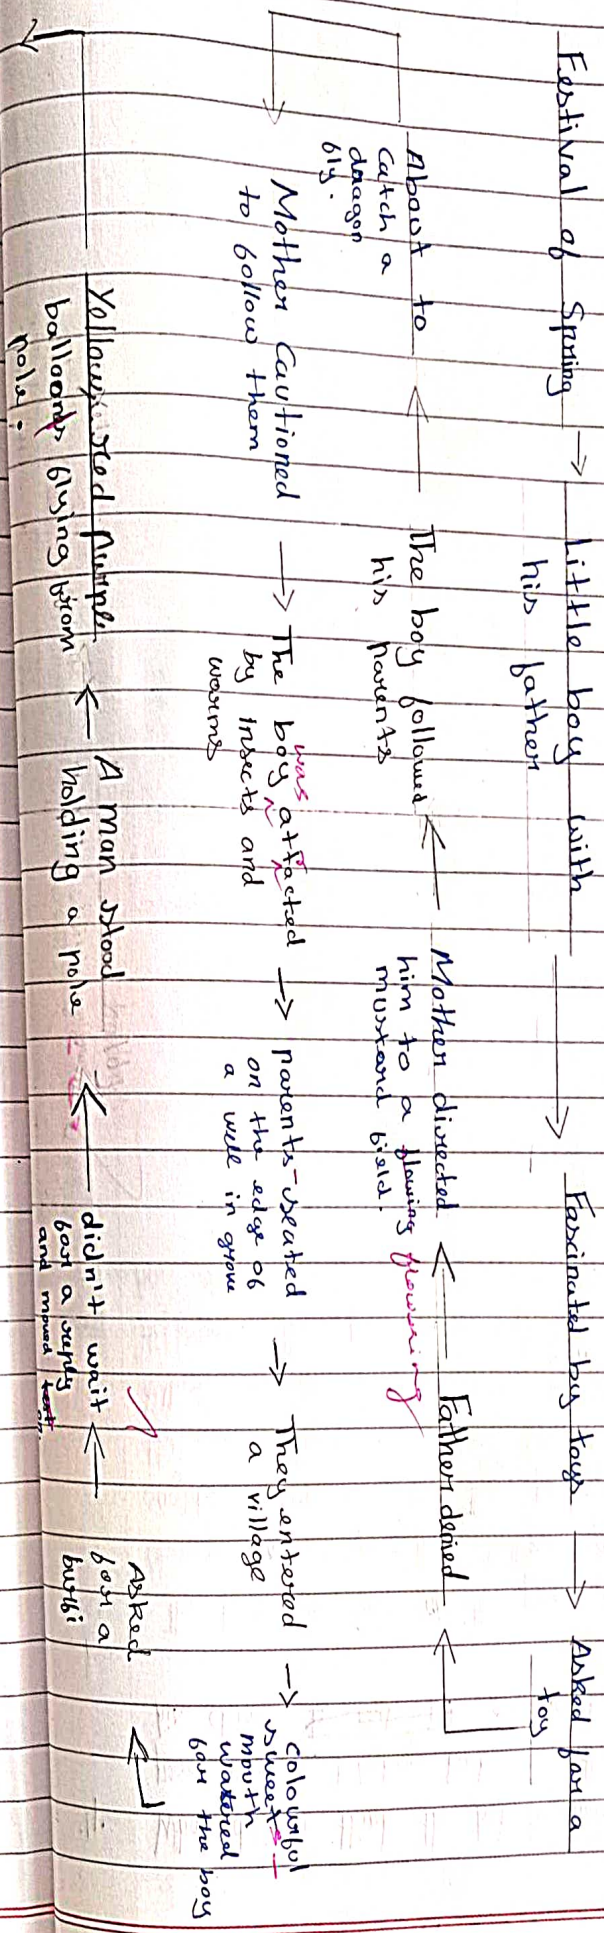 Festival of Spring → Little boy with
his father
→ Fascinated by toys → Asked for a
toy
Father denied
← Mother directed
him to a flowing flowering
mustard field.
← The boy followed
his parents
← About to
Catch a
dragon
fly.
Mother Cautioned
to follow them
→ The boy was attracted
by insects and
worms
→ parents-seated
on the edge of
a well in grove
→ They entered
a village
→ colourful
sweets -
mouth
watered
for the boy
Asked
for a
burfi
← didn't wait
for a reply
and moved
on.
← A man stood
holding a pole
← Yellow, red purple
balloons flying from
pole.